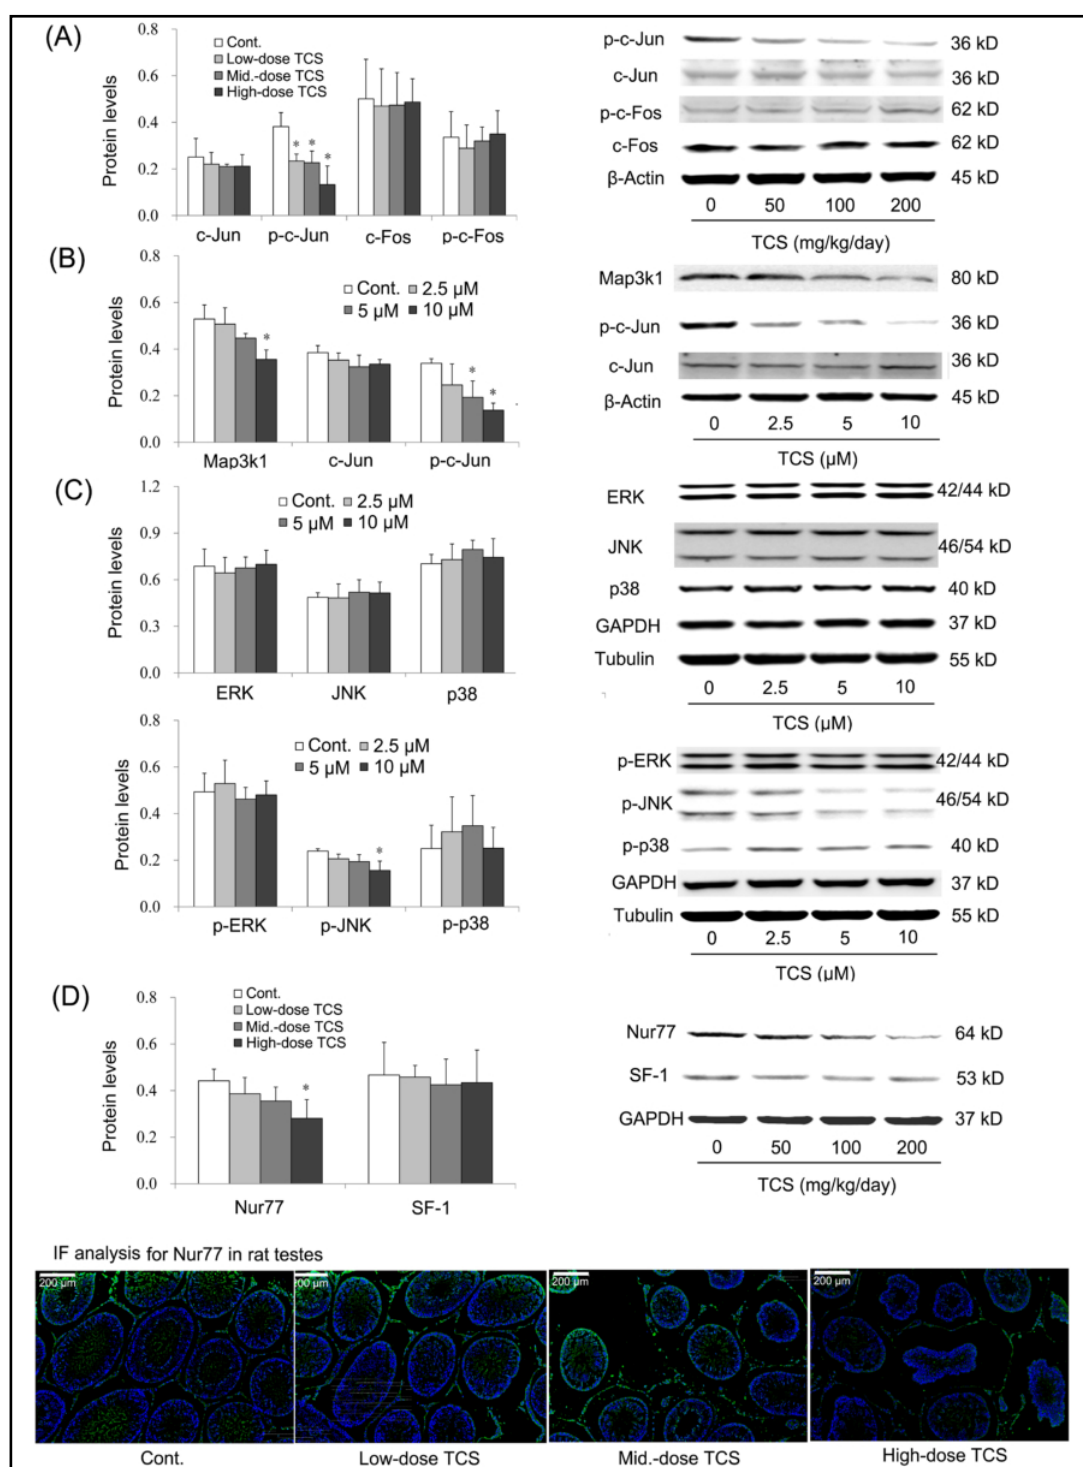 (A)
0.8
0.6
0.4
0.2
0.0
Protein levels
Cont.
Low-dose TCS
Mid.-dose TCS
High-dose TCS
* * *
c-Jun p-c-Jun c-Fos p-c-Fos
p-c-Jun 36 kD
c-Jun 36 kD
p-c-Fos 62 kD
c-Fos 62 kD
β-Actin 45 kD
0 50 100 200
TCS (mg/kg/day)
(B)
0.8
0.6
0.4
0.2
0.0
Protein levels
Cont. 2.5 µM
5 µM 10 µM
* * *
Map3k1 c-Jun p-c-Jun
Map3k1 80 kD
p-c-Jun 36 kD
c-Jun 36 kD
β-Actin 45 kD
0 2.5 5 10
TCS (µM)
(C)
1.2
0.9
0.6
0.3
0.0
Protein levels
Cont. 2.5 µM
5 µM 10 µM
ERK JNK p38
ERK 42/44 kD
JNK 46/54 kD
p38 40 kD
GAPDH 37 kD
Tubulin 55 kD
0 2.5 5 10
TCS (µM)
0.8
0.6
0.4
0.2
0.0
Protein levels
Cont. 2.5 µM
5 µM 10 µM
*
p-ERK p-JNK p-p38
p-ERK 42/44 kD
p-JNK 46/54 kD
p-p38 40 kD
GAPDH 37 kD
Tubulin 55 kD
0 2.5 5 10
TCS (µM)
(D)
0.8
0.6
0.4
0.2
0.0
Protein levels
Cont.
Low-dose TCS
Mid.-dose TCS
High-dose TCS
*
Nur77 SF-1
Nur77 64 kD
SF-1 53 kD
GAPDH 37 kD
0 50 100 200
TCS (mg/kg/day)
IF analysis for Nur77 in rat testes
200 µm 00 µm 200 µm 200 µm
Cont. Low-dose TCS Mid.-dose TCS High-dose TCS